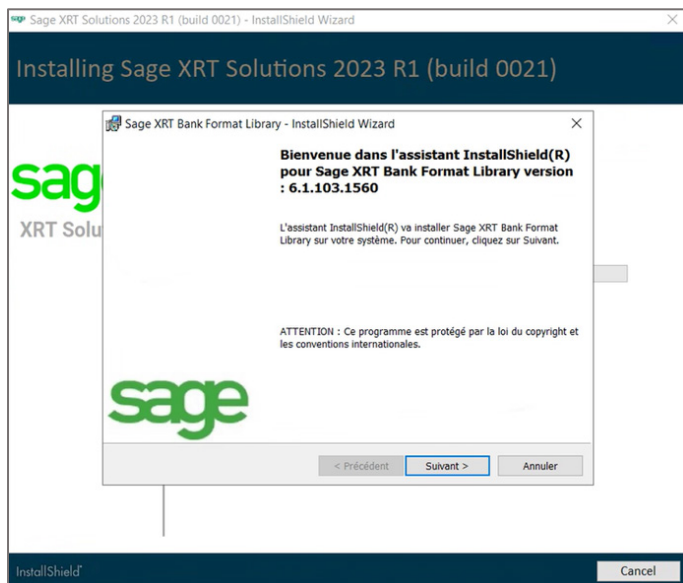 Sage XRT Solutions 2023 R1 (build 0021) - InstallShield Wizard
Installing Sage XRT Solutions 2023 R1 (build 0021)
Sage XRT Bank Format Library - InstallShield Wizard
Bienvenue dans l'assistant InstallShield(R)
pour Sage XRT Bank Format Library version
: 6.1.103.1560
sag
XRT Solu
L'assistant InstallShield(R) va installer Sage XRT Bank Format
Library sur votre système. Pour continuer, cliquez sur Suivant.
ATTENTION : Ce programme est protégé par la loi du copyright et
les conventions internationales.
sage
< Précédent
Suivant >
Annuler
InstallShield
Cancel